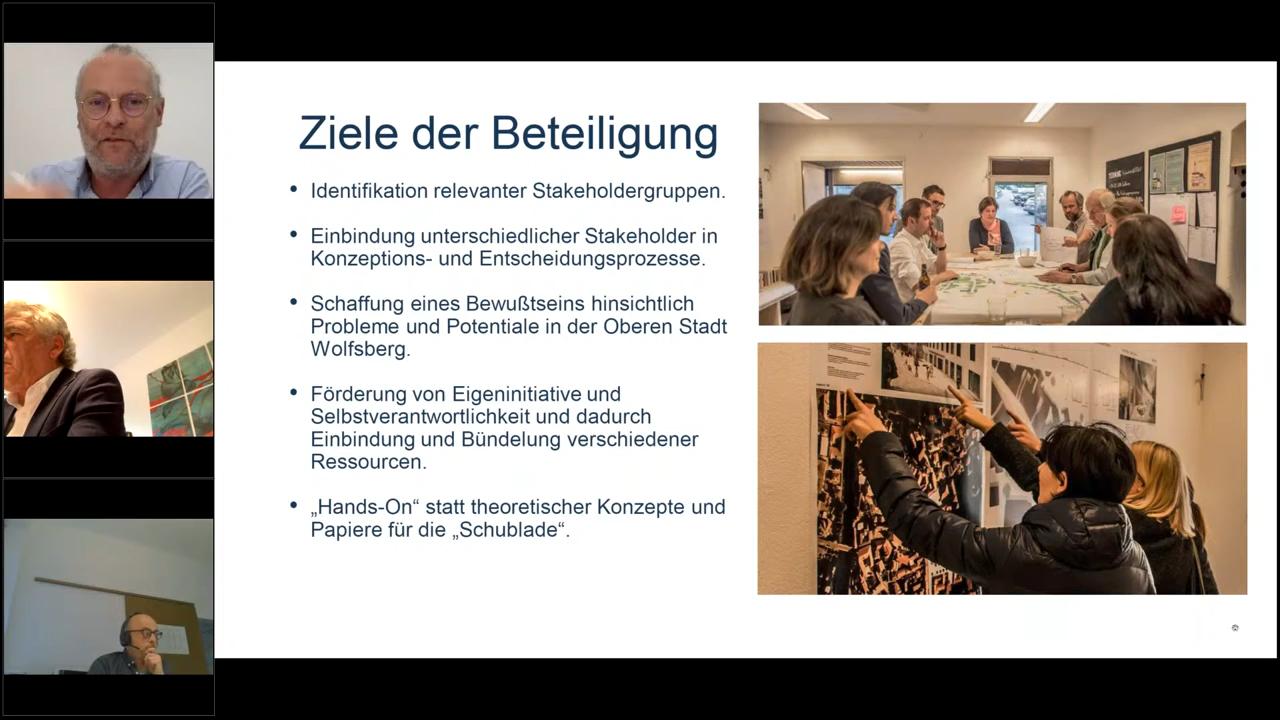 Ziele der Beteiligung
• Identifikation relevanter Stakeholdergruppen.
• Einbindung unterschiedlicher Stakeholder in
Konzeptions- und Entscheidungsprozesse.
• Schaffung eines Bewußtseins hinsichtlich
Probleme und Potentiale in der Oberen Stadt
Wolfsberg.
• Förderung von Eigeninitiative und
Selbstverantwortlichkeit und dadurch
Einbindung und Bündelung verschiedener
Ressourcen.
• „Hands-On“ statt theoretischer Konzepte und
Papiere für die „Schublade“.